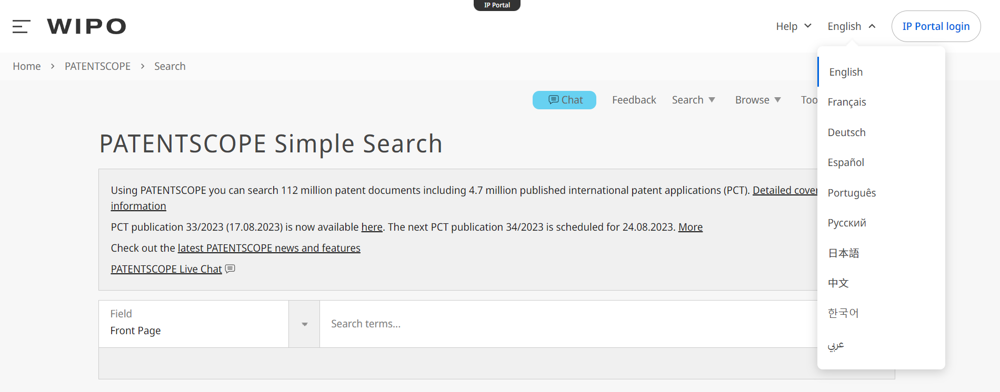 IP Portal
WIPO
Help
English
IP Portal login
Home > PATENTSCOPE > Search
Chat
Feedback
Search
Browse
Too
PATENTSCOPE Simple Search
Using PATENTSCOPE you can search 112 million patent documents including 4.7 million published international patent applications (PCT). Detailed cover
information
PCT publication 33/2023 (17.08.2023) is now available here. The next PCT publication 34/2023 is scheduled for 24.08.2023. More
Check out the latest PATENTSCOPE news and features
PATENTSCOPE Live Chat
Field
Front Page
Search terms...
English
Français
Deutsch
Español
Português
Русский
日本語
中文
한국어
عربي